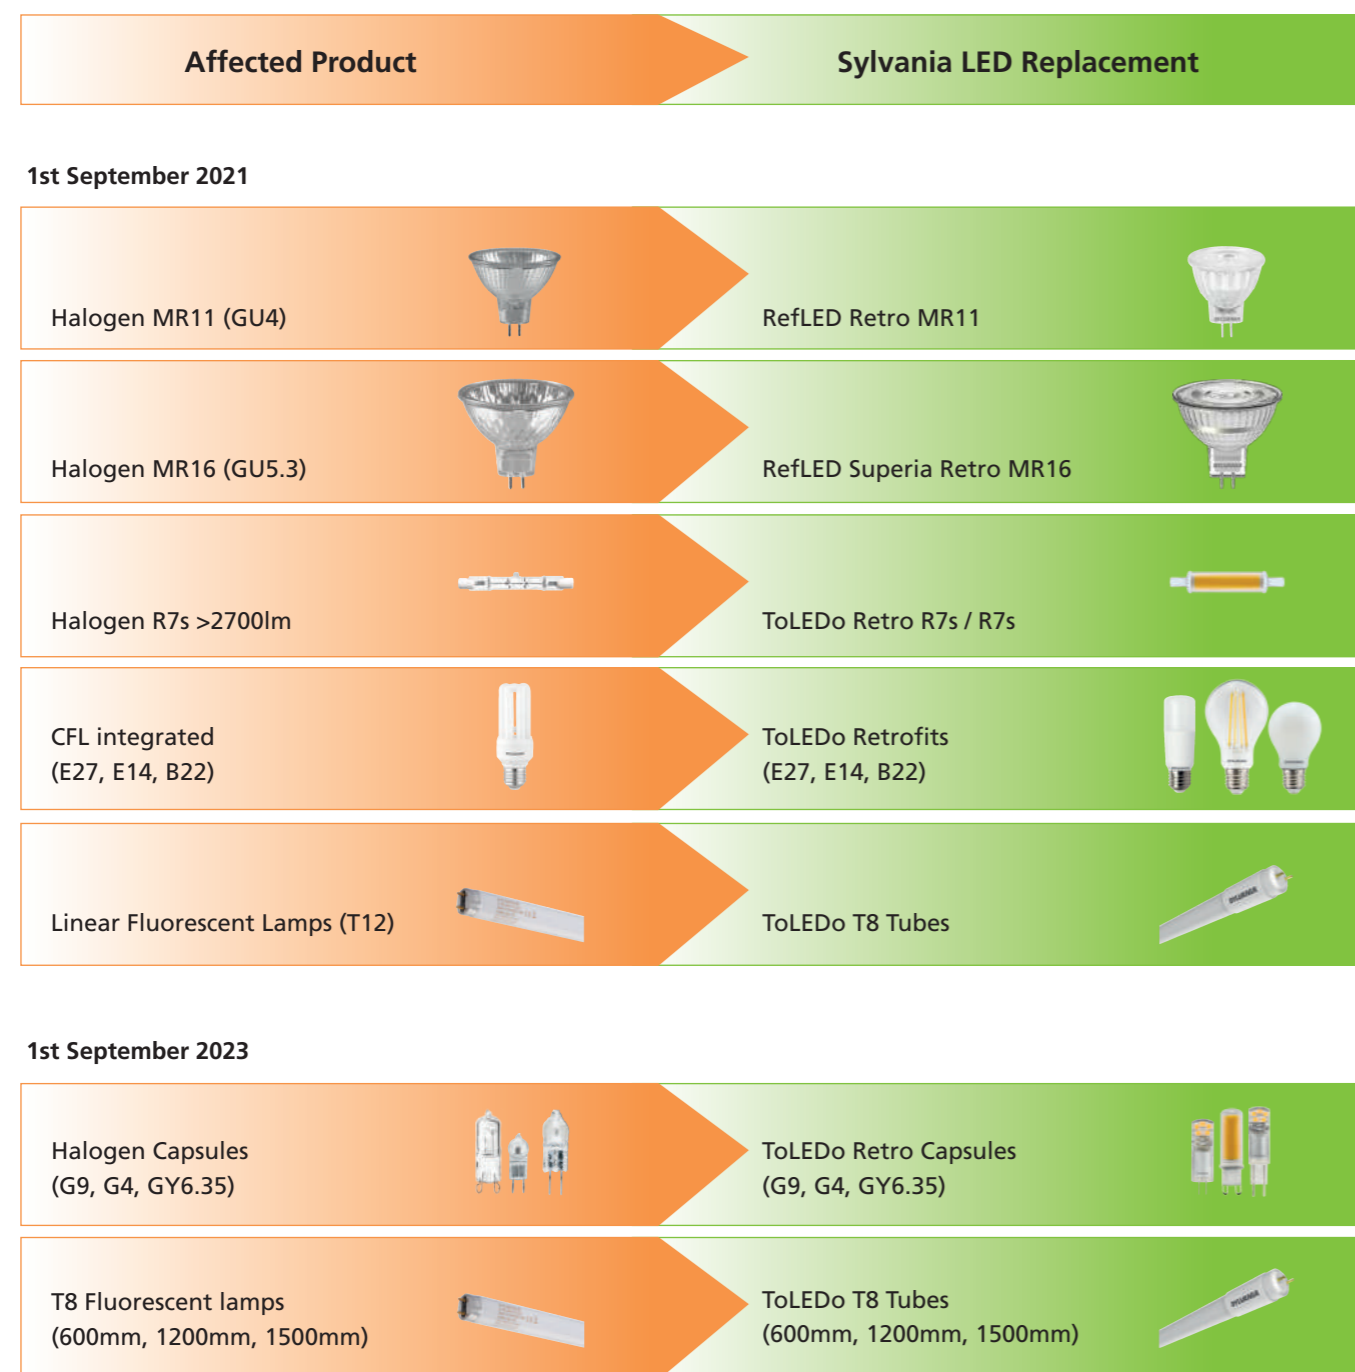 Affected Product
Sylvania LED Replacement
1st September 2021
Halogen MR11 (GU4)
RefLED Retro MR11
Halogen MR16 (GU5.3)
RefLED Superia Retro MR16
Halogen R7s >2700lm
ToLEDo Retro R7s / R7s
CFL integrated
(E27, E14, B22)
ToLEDo Retrofits
(E27, E14, B22)
Linear Fluorescent Lamps (T12)
ToLEDo T8 Tubes
SYLVANIA
1st September 2023
Halogen Capsules
(G9, G4, GY6.35)
ToLEDo Retro Capsules
(G9, G4, GY6.35)
T8 Fluorescent lamps
(600mm, 1200mm, 1500mm)
ToLEDo T8 Tubes
(600mm, 1200mm, 1500mm)
SYLVANIA